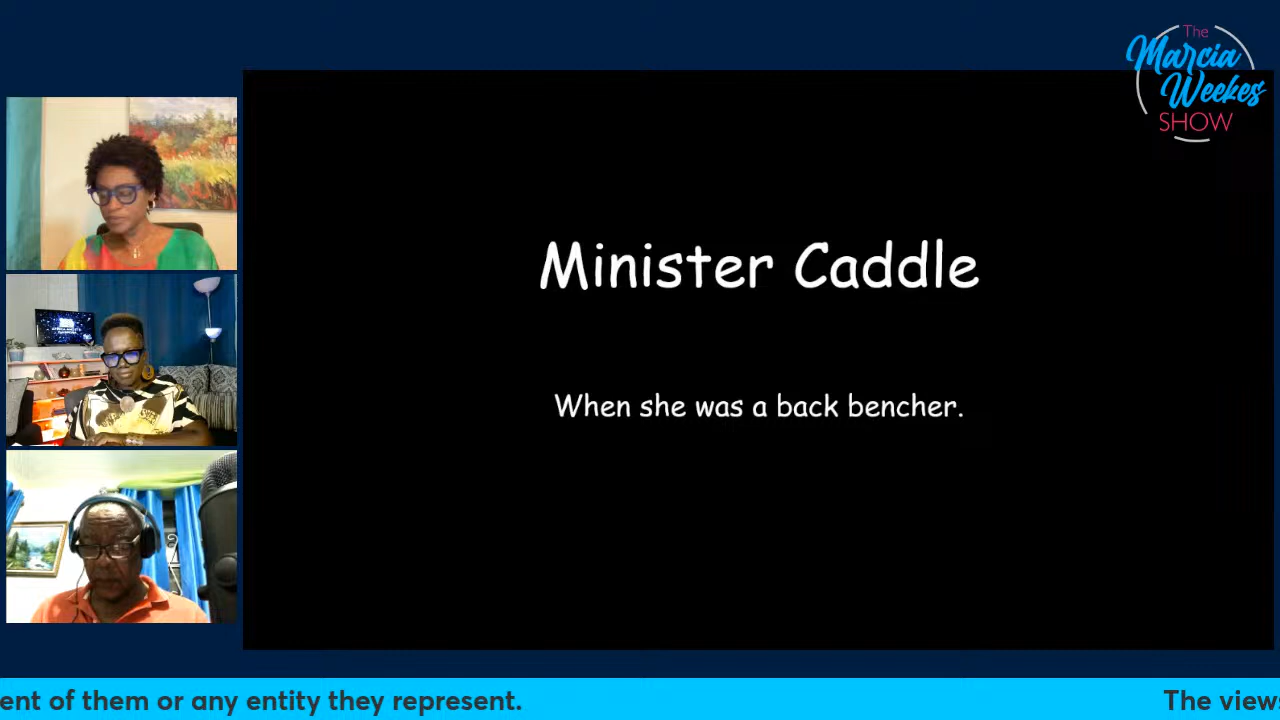 The
Marcia
Weekes
SHOW
Minister Caddle
When she was a back bencher.
ent of them or any entity they represent.
The views